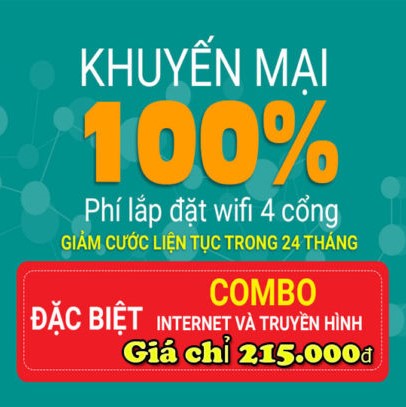 KHUYẾN MẠI
100%
Phí lắp đặt wifi 4 cổng
GIẢM CƯỚC LIỆN TỤC TRONG 24 THÁNG
COMBO
ĐẶC BIỆT INTERNET VÀ TRUYỀN HÌNH
Giá chỉ 215.000đ